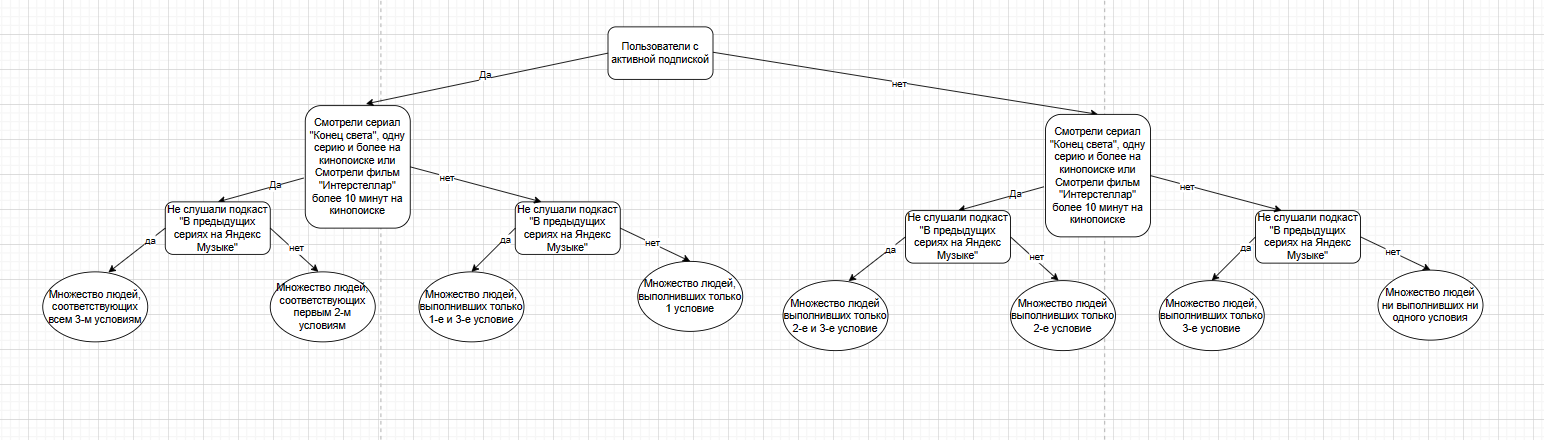 Пользователи с
активной подпиской
Да
нет
Смотрели сериал
"Конец света", одну
серию и более на
кинопоиске или
Смотрели фильм
"Интерстеллар"
более 10 минут на
кинопоиске
Смотрели сериал
"Конец света", одну
серию и более на
кинопоиске или
Смотрели фильм
"Интерстеллар"
более 10 минут на
кинопоиске
Да
нет
Да
нет
Не слушали подкаст
"В предыдущих
сериях на Яндекс
Музыке"
Не слушали подкаст
"В предыдущих
сериях на Яндекс
Музыке"
Не слушали подкаст
"В предыдущих
сериях на Яндекс
Музыке"
Не слушали подкаст
"В предыдущих
сериях на Яндекс
Музыке"
да
нет
да
нет
да
нет
да
нет
Множество людей,
соответствующих
всем 3-м условиям
Множество людей,
соответствующих
первым 2-м
условиям
Множество людей,
выполнивших только
1-е и 3-е условие
Множество людей,
выполнивших только
1 условие
Множество людей
выполнивших только
2-е и 3-е условие
Множество людей
выполнивших только
2-е условие
Множество людей,
выполнивших только
3-е условие
Множество людей
ни выполнивших ни
одного условия